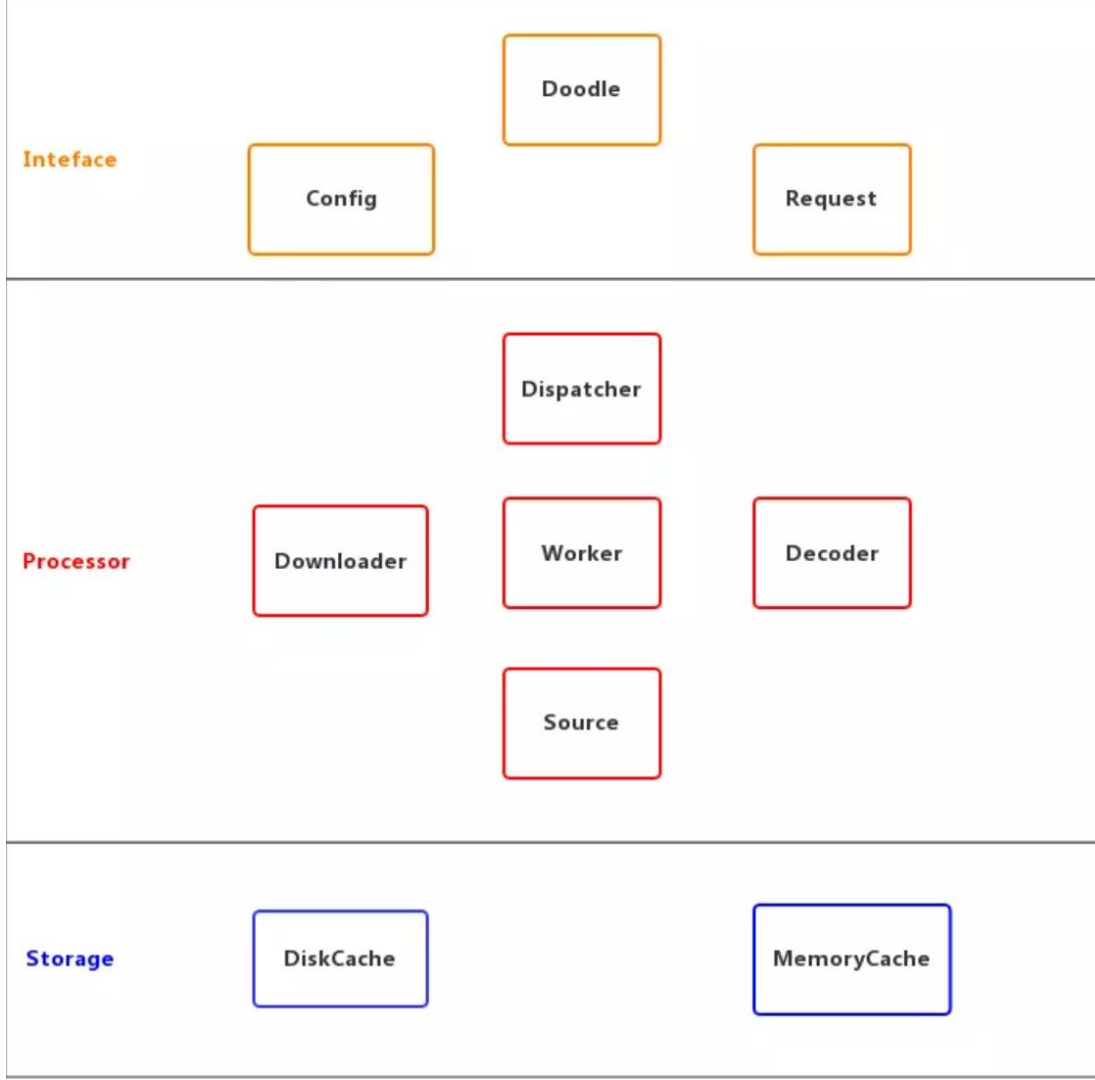 Doodle
Inteface
Config
Request
Dispatcher
Processor
Downloader
Worker
Decoder
Source
Storage
DiskCache
MemoryCache